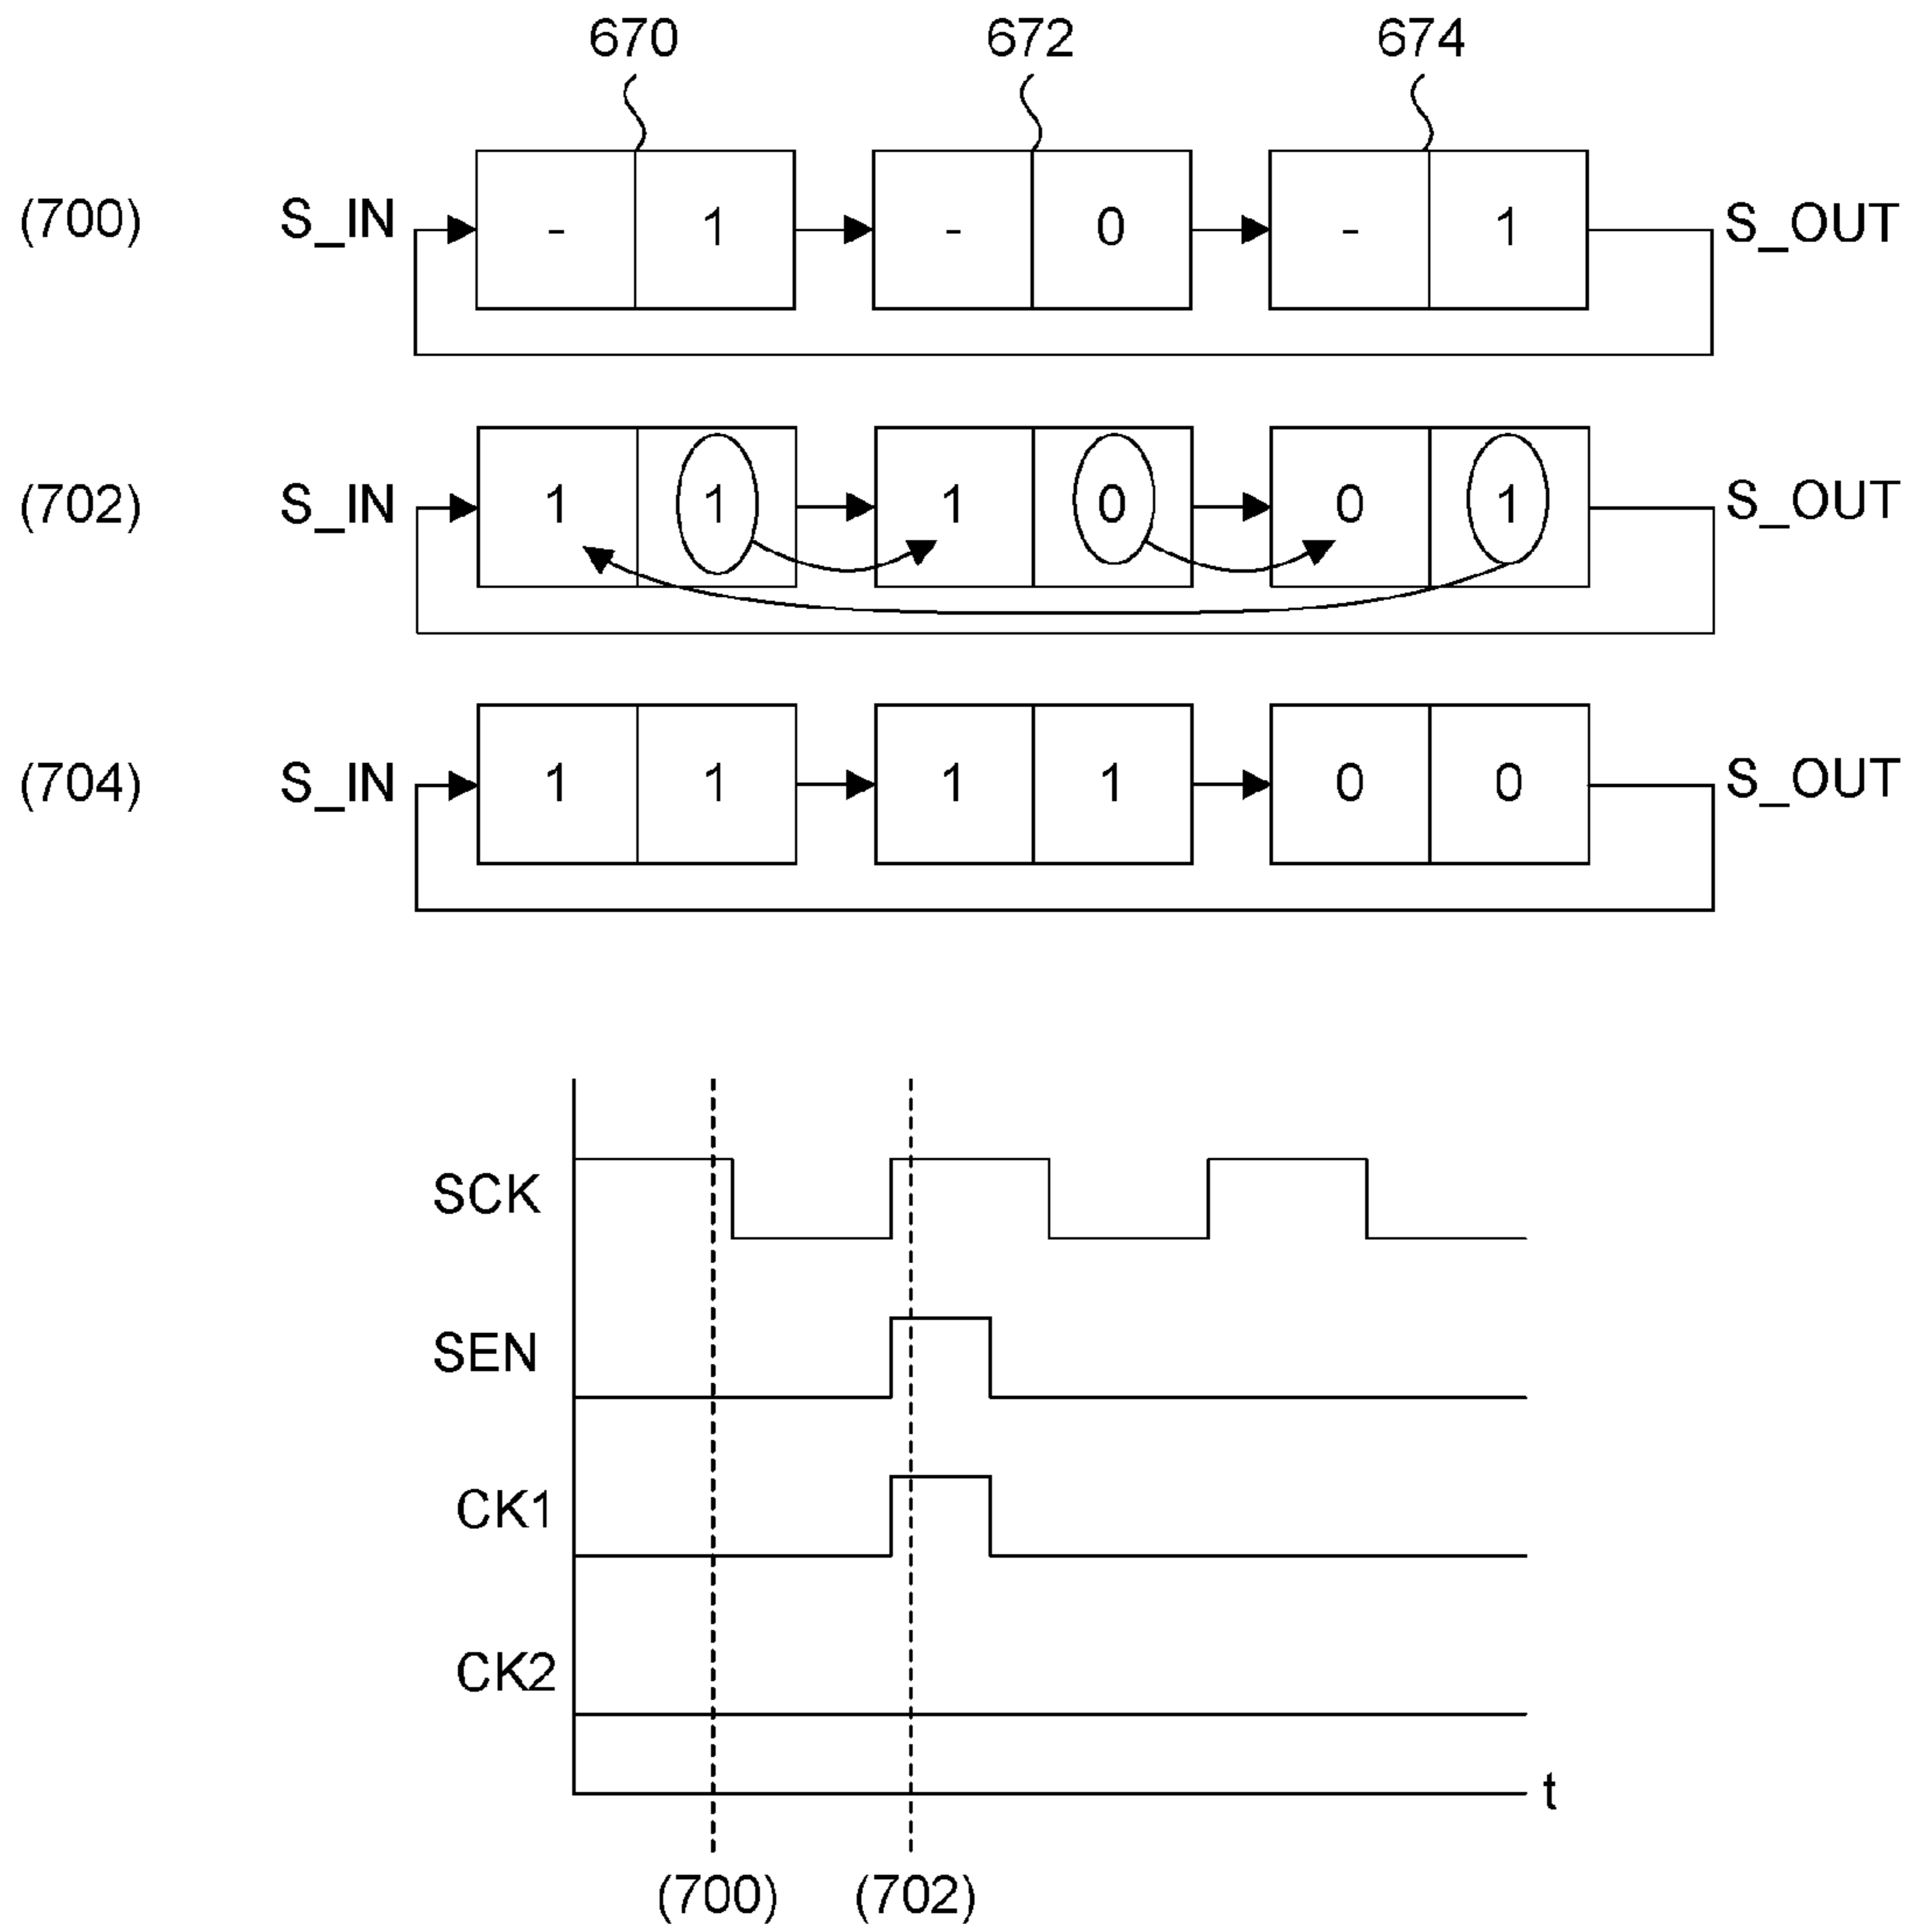 670 672 674
(700) S_IN - 1 - 0 - 1 S_OUT
(702) S_IN 1 1 1 0 0 1 S_OUT
(704) S_IN 1 1 1 1 0 0 S_OUT
SCK
SEN
CK1
CK2
t
(700) (702)